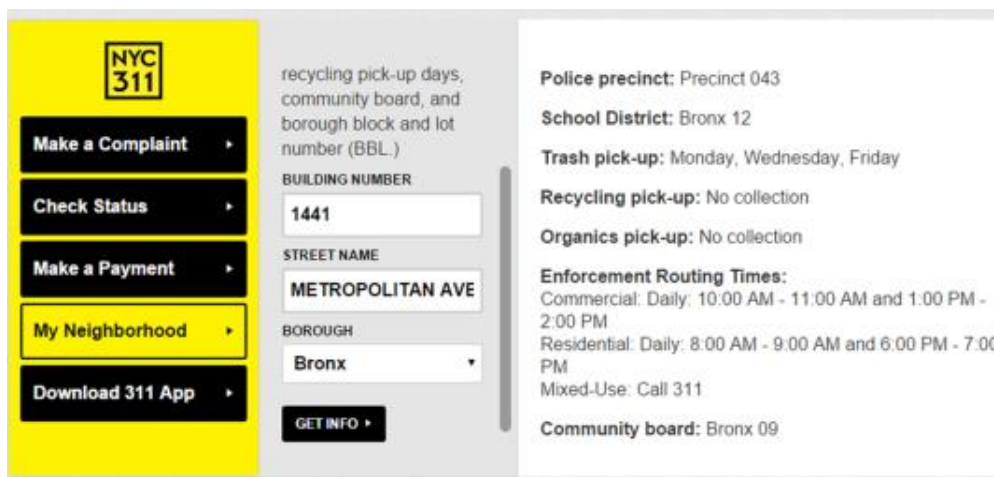 NYC
311
Make a Complaint
Check Status
Make a Payment
My Neighborhood
Download 311 App
recycling pick-up days,
community board, and
borough block and lot
number (BBL.)
BUILDING NUMBER
1441
STREET NAME
METROPOLITAN AVE
BOROUGH
Bronx
GET INFO
Police precinct: Precinct 043
School District: Bronx 12
Trash pick-up: Monday, Wednesday, Friday
Recycling pick-up: No collection
Organics pick-up: No collection
Enforcement Routing Times:
Commercial: Daily: 10:00 AM - 11:00 AM and 1:00 PM -
2:00 PM
Residential: Daily: 8:00 AM - 9:00 AM and 6:00 PM - 7:00
PM
Mixed-Use: Call 311
Community board: Bronx 09